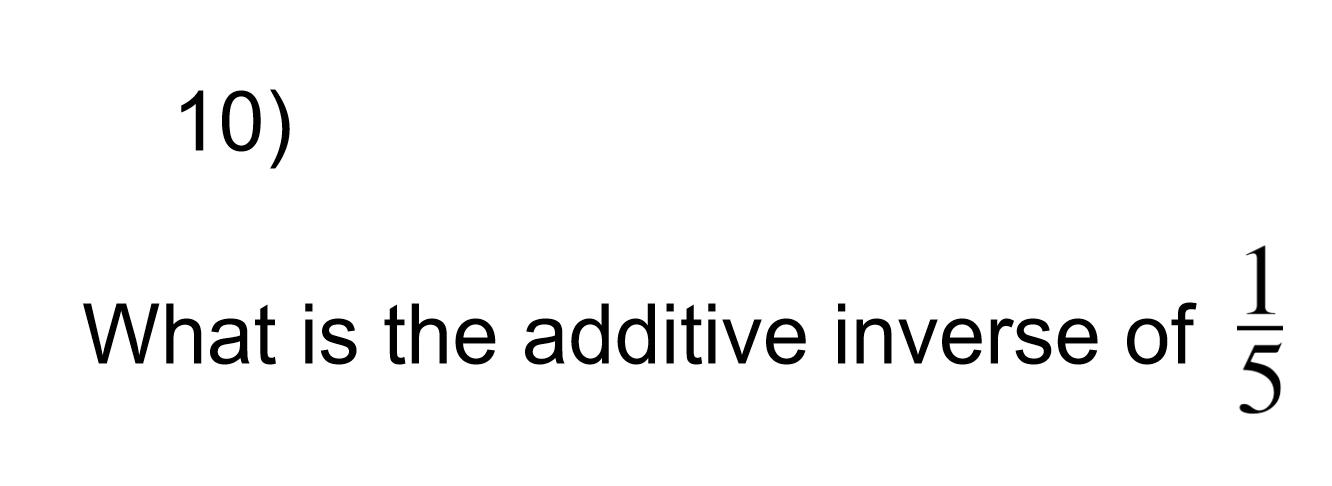 10)
What is the additive inverse of 1/5